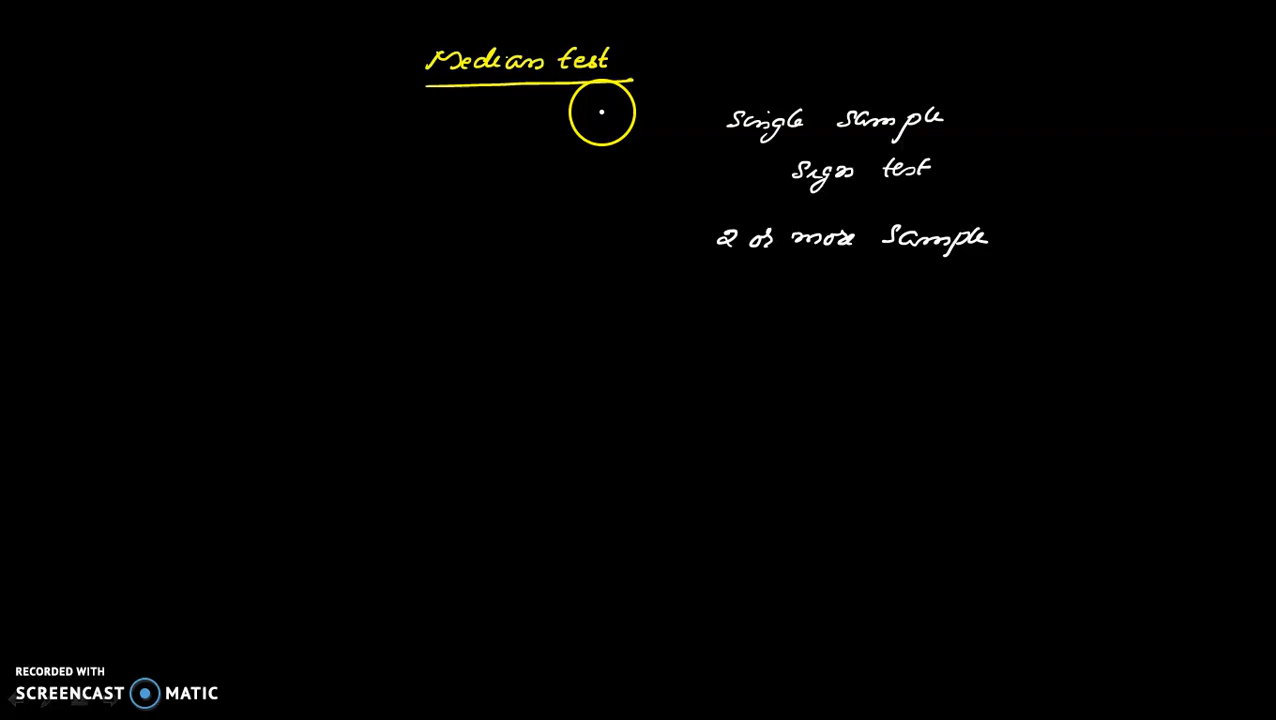 Median test
Single Sample
Sign test
2 or more Sample
RECORDED WITH
SCREENCAST MATIC